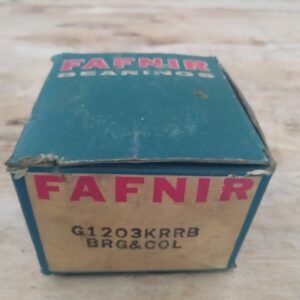 FAFNIR
BEARINGS
FAFNIR
G1203KRRB
BRG&COL